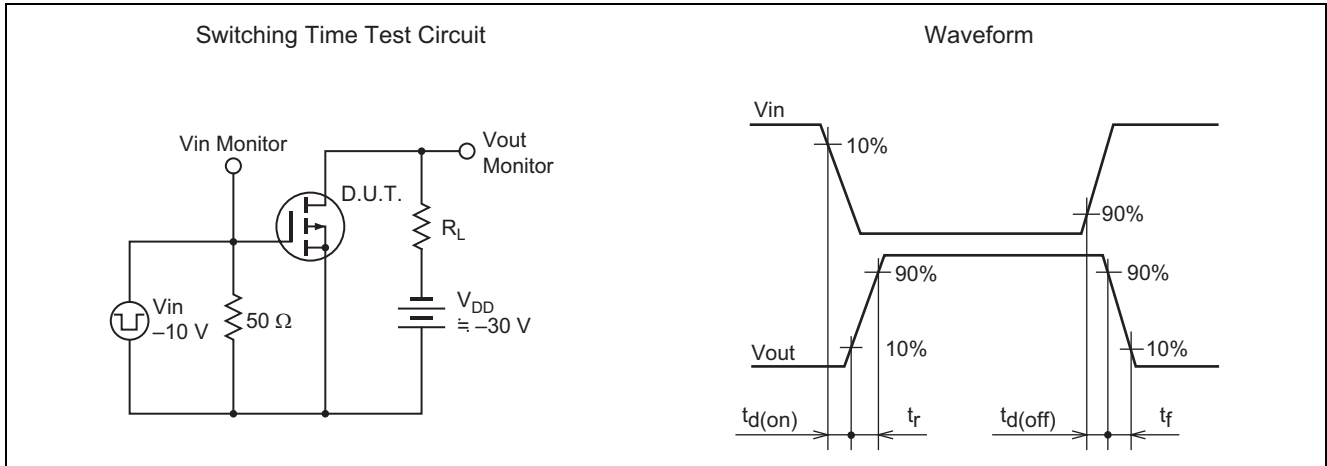 Switching Time Test Circuit
Vin Monitor
D.U.T.
Vout
Monitor
RL
Vin
–10 V
50 Ω
VDD
≒ –30 V
Waveform
Vin
10%
90%
90%
90%
Vout
10%
10%
td(on)
tr
td(off)
tf